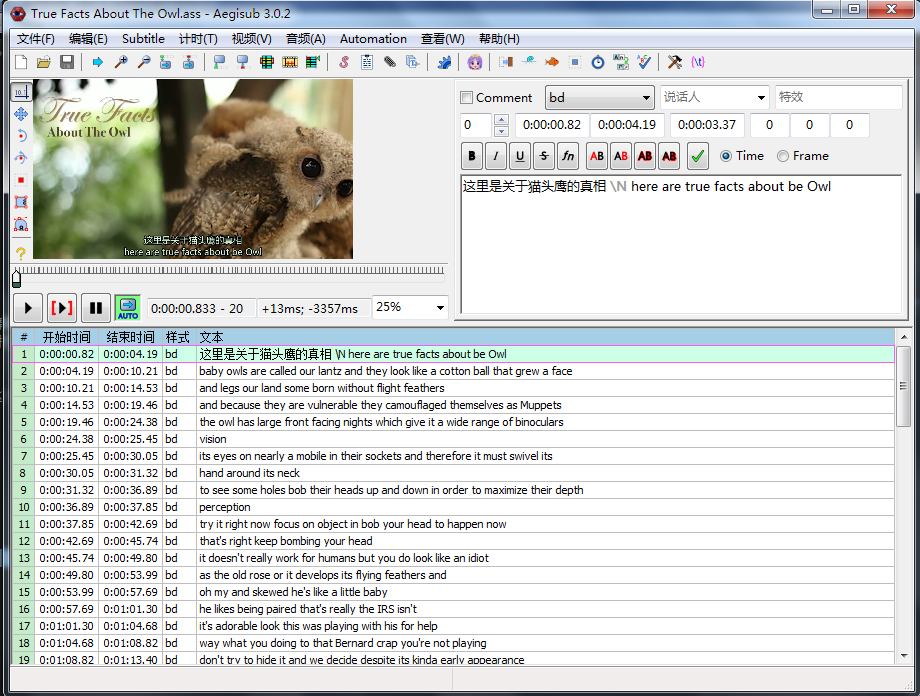 True Facts About The Owl.ass - Aegisub 3.0.2
文件(F) 编辑(E) Subtitle 计时(T) 视频(V) 音频(A) Automation 查看(W) 帮助(H)
True Facts
About The Owl
这里是关于猫头鹰的真相
here are true facts about be Owl
0:00:00.833 - 20 +13ms; -3357ms 25%
AUTO
Comment bd 说话人 特效
0 0:00:00.82 0:00:04.19 0:00:03.37 0 0 0
B I U S fn AB AB AB AB Time Frame
这里是关于猫头鹰的真相 \N here are true facts about be Owl
# 开始时间 结束时间 样式 文本
1 0:00:00.82 0:00:04.19 bd 这里是关于猫头鹰的真相 \N here are true facts about be Owl
2 0:00:04.19 0:00:10.21 bd baby owls are called our lantz and they look like a cotton ball that grew a face
3 0:00:10.21 0:00:14.53 bd and legs our land some born without flight feathers
4 0:00:14.53 0:00:19.46 bd and because they are vulnerable they camouflaged themselves as Muppets
5 0:00:19.46 0:00:24.38 bd the owl has large front facing nights which give it a wide range of binoculars
6 0:00:24.38 0:00:25.45 bd vision
7 0:00:25.45 0:00:30.05 bd its eyes on nearly a mobile in their sockets and therefore it must swivel its
8 0:00:30.05 0:00:31.32 bd hand around its neck
9 0:00:31.32 0:00:36.89 bd to see some holes bob their heads up and down in order to maximize their depth
10 0:00:36.89 0:00:37.85 bd perception
11 0:00:37.85 0:00:42.69 bd try it right now focus on object in bob your head to happen now
12 0:00:42.69 0:00:45.74 bd that's right keep bombing your head
13 0:00:45.74 0:00:49.80 bd it doesn't really work for humans but you do look like an idiot
14 0:00:49.80 0:00:53.99 bd as the old rose or it develops its flying feathers and
15 0:00:53.99 0:00:57.69 bd oh my and skewed he's like a little baby
16 0:00:57.69 0:01:01.30 bd he likes being paired that's really the IRS isn't
17 0:01:01.30 0:01:04.68 bd it's adorable look this was playing with his for help
18 0:01:04.68 0:01:08.82 bd way what you doing to that Bernard crap you're not playing
19 0:01:08.82 0:01:13.40 bd don't try to hide it and we decide despite its kinda early appearance